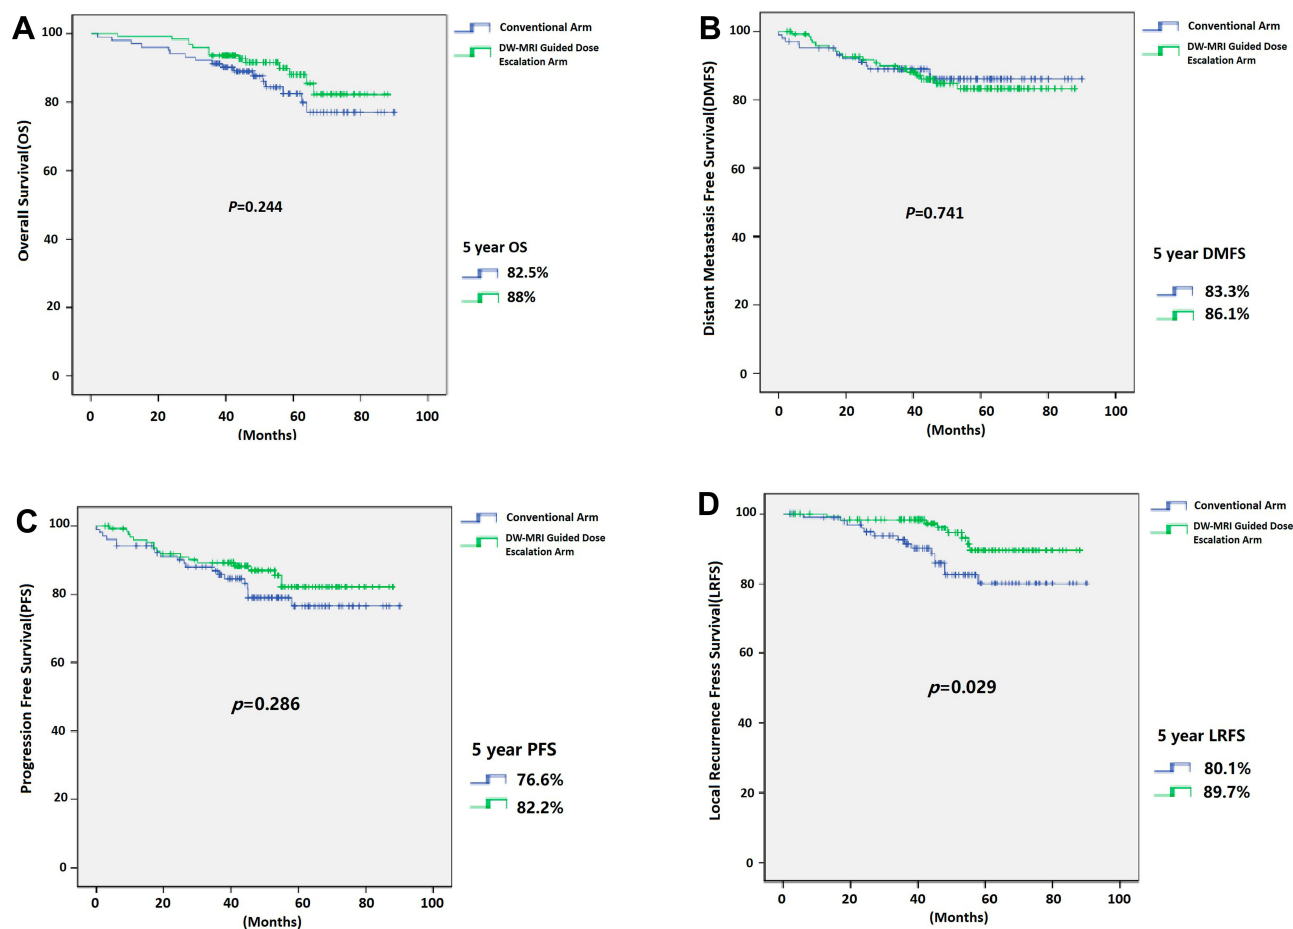 A
Overall Survival(OS)
100
80
60
40
20
0
0 20 40 60 80 100
(Months)
P=0.244
Conventional Arm
DW-MRI Guided Dose
Escalation Arm
5 year OS
82.5%
88%
B
Distant Metastasis Free Survival(DMFS)
100
80
60
40
20
0
0 20 40 60 80 100
(Months)
P=0.741
Conventional Arm
DW-MRI Guided Dose
Escalation Arm
5 year DMFS
83.3%
86.1%
C
Progression Free Survival(PFS)
100
80
60
40
20
0
0 20 40 60 80 100
(Months)
p=0.286
Conventional Arm
DW-MRI Guided Dose
Escalation Arm
5 year PFS
76.6%
82.2%
D
Local Recurrence Fress Survival(LRFS)
100
80
60
40
20
0
0 20 40 60 80 100
(Months)
p=0.029
Conventional Arm
DW-MRI Guided Dose
Escalation Arm
5 year LRFS
80.1%
89.7%